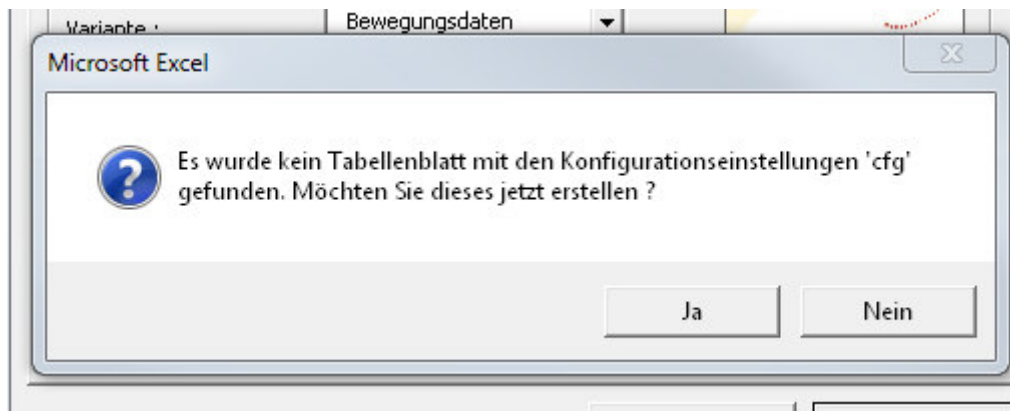 Variante :
Bewegungsdaten
Microsoft Excel
Es wurde kein Tabellenblatt mit den Konfigurationseinstellungen 'cfg'
gefunden. Möchten Sie dieses jetzt erstellen ?
Ja
Nein